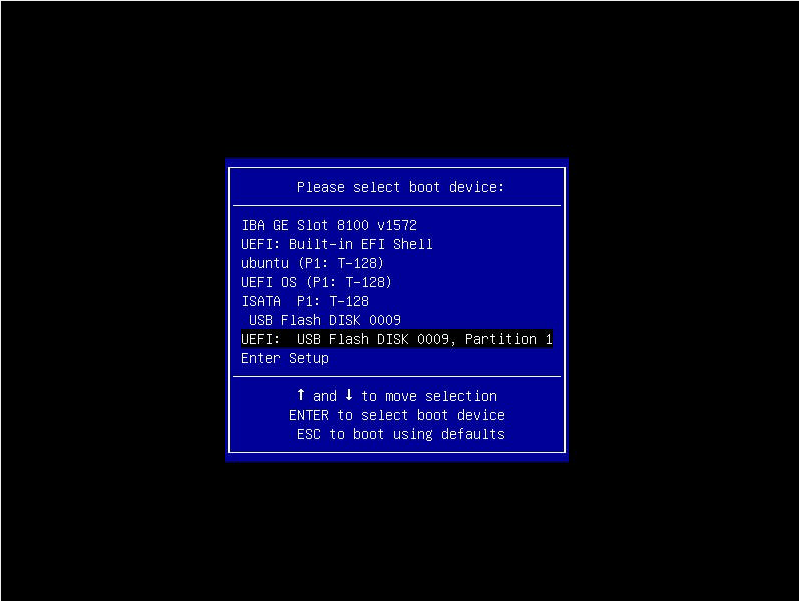 Please select boot device:
IBA GE Slot 8100 v1572
UEFI: Built-in EFI Shell
ubuntu (P1: T-128)
UEFI OS (P1: T-128)
ISATA  P1: T-128
USB Flash DISK 0009
UEFI:  USB Flash DISK 0009, Partition 1
Enter Setup
↑ and ↓ to move selection
ENTER to select boot device
ESC to boot using defaults